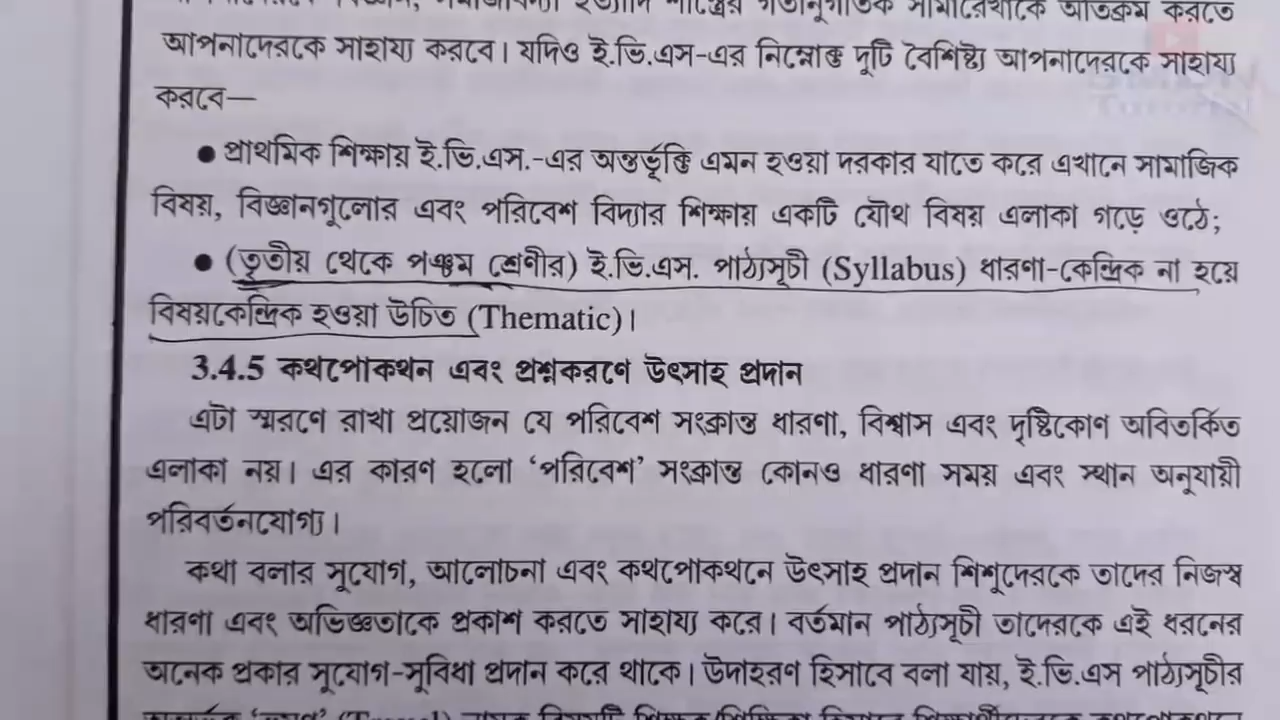 আপনাদেরকে সাহায্য করবে। যদিও ই.ভি.এস-এর নিম্নোক্ত দুটি বৈশিষ্ট্য আপনাদেরকে সাহায্য
করবে—
● প্রাথমিক শিক্ষায় ই.ভি.এস.-এর অন্তর্ভূক্তি এমন হওয়া দরকার যাতে করে এখানে সামাজিক
বিষয়, বিজ্ঞানগুলোর এবং পরিবেশ বিদ্যার শিক্ষায় একটি যৌথ বিষয় এলাকা গড়ে ওঠে;
● (তৃতীয় থেকে পঞ্চম শ্রেণীর) ই.ভি.এস. পাঠ্যসূচী (Syllabus) ধারণা-কেন্দ্রিক না হয়ে
বিষয়কেন্দ্রিক হওয়া উচিত (Thematic)।
3.4.5 কথপোকথন এবং প্রশ্নকরণে উৎসাহ প্রদান
এটা স্মরণে রাখা প্রয়োজন যে পরিবেশ সংক্রান্ত ধারণা, বিশ্বাস এবং দৃষ্টিকোণ অবিতর্কিত
এলাকা নয়। এর কারণ হলো ‘পরিবেশ’ সংক্রান্ত কোনও ধারণা সময় এবং স্থান অনুযায়ী
পরিবর্তনযোগ্য।
কথা বলার সুযোগ, আলোচনা এবং কথপোকথনে উৎসাহ প্রদান শিশুদেরকে তাদের নিজস্ব
ধারণা এবং অভিজ্ঞতাকে প্রকাশ করতে সাহায্য করে। বর্তমান পাঠ্যসূচী তাদেরকে এই ধরনের
অনেক প্রকার সুযোগ-সুবিধা প্রদান করে থাকে। উদাহরণ হিসাবে বলা যায়, ই.ভি.এস পাঠ্যসূচীর